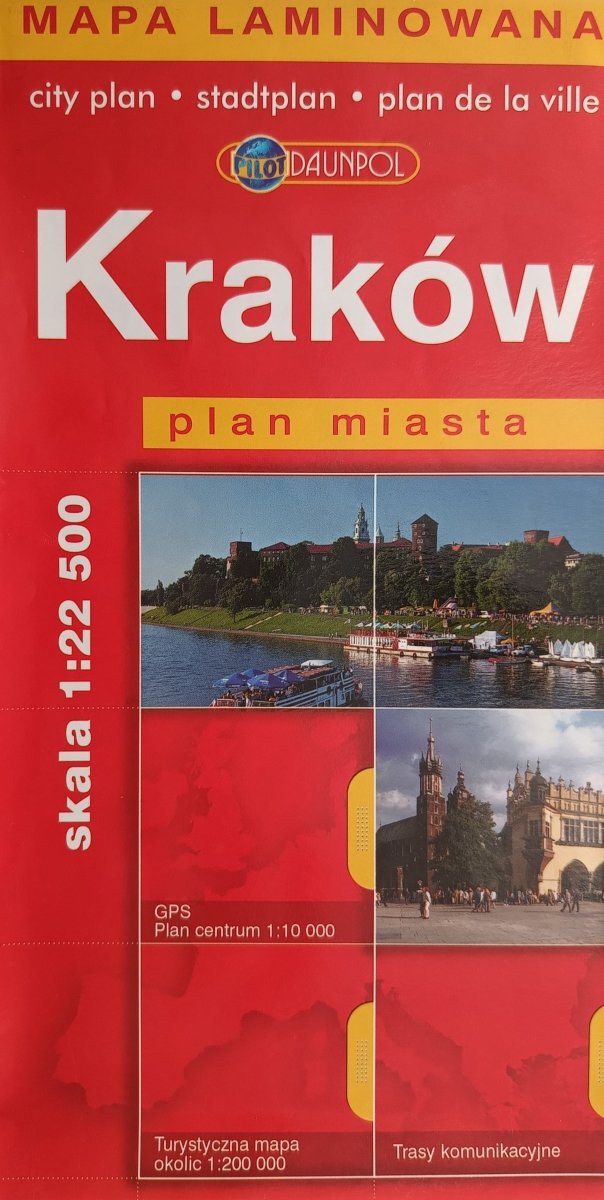 MAPA LAMINOWANA
city plan • stadtplan • plan de la ville
PILOT DAUNPOL
Kraków
plan miasta
skala 1:22 500
GPS
Plan centrum 1:10 000
Turystyczna mapa
okolic 1:200 000
Trasy komunikacyjne